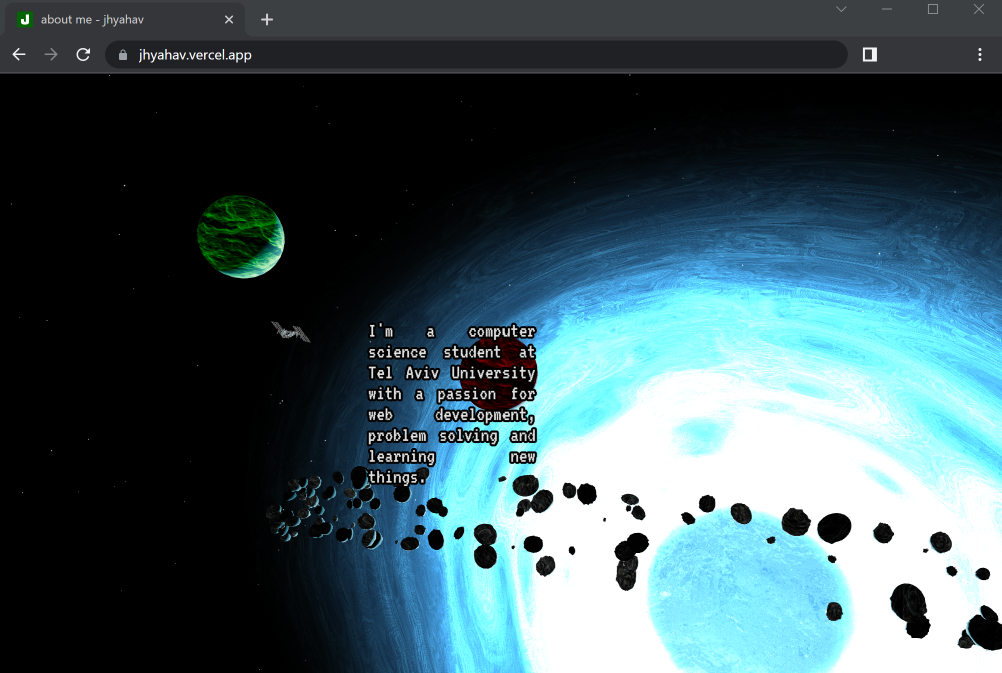 J about me - jhyahav
jhyahav.vercel.app
I'm a computer
science student at
Tel Aviv University
with a passion for
web development,
problem solving and
learning new
things.